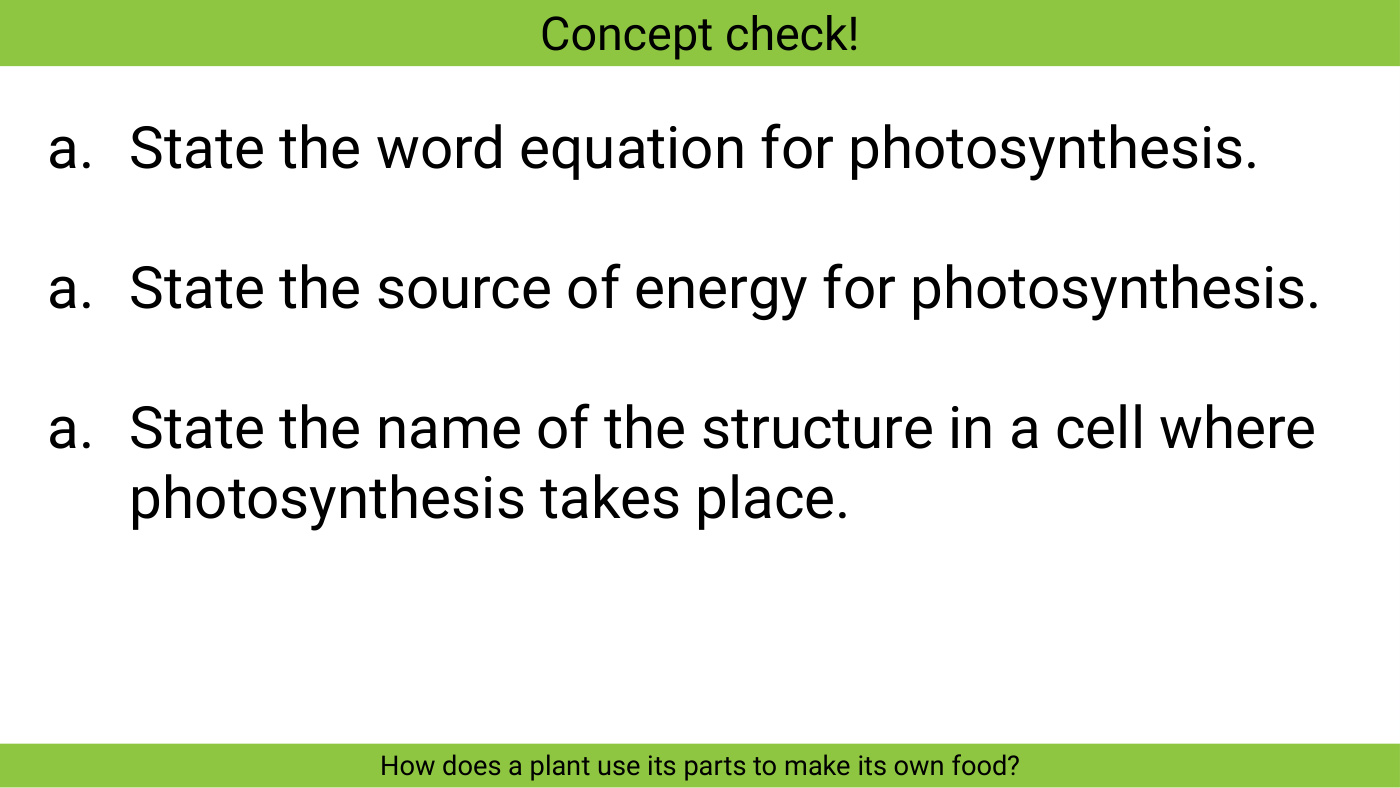 Concept check!
a. State the word equation for photosynthesis.
a. State the source of energy for photosynthesis.
a. State the name of the structure in a cell where
photosynthesis takes place.
How does a plant use its parts to make its own food?